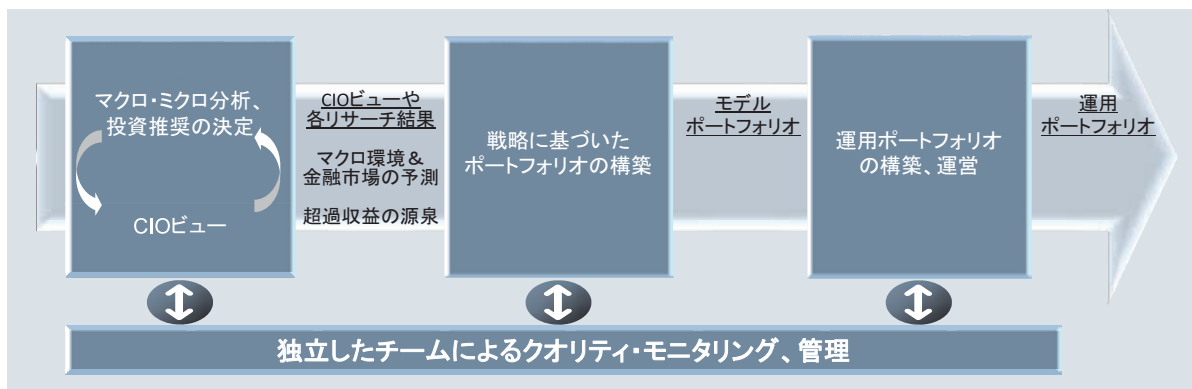 マクロ・ミクロ分析、
投資推奨の決定
CIOビュー
CIOビューや
各リサーチ結果
マクロ環境&
金融市場の予測
超過収益の源泉
戦略に基づいた
ポートフォリオの構築
モデル
ポートフォリオ
運用ポートフォリオ
の構築、運営
運用
ポートフォリオ
独立したチームによるクオリティ・モニタリング、管理